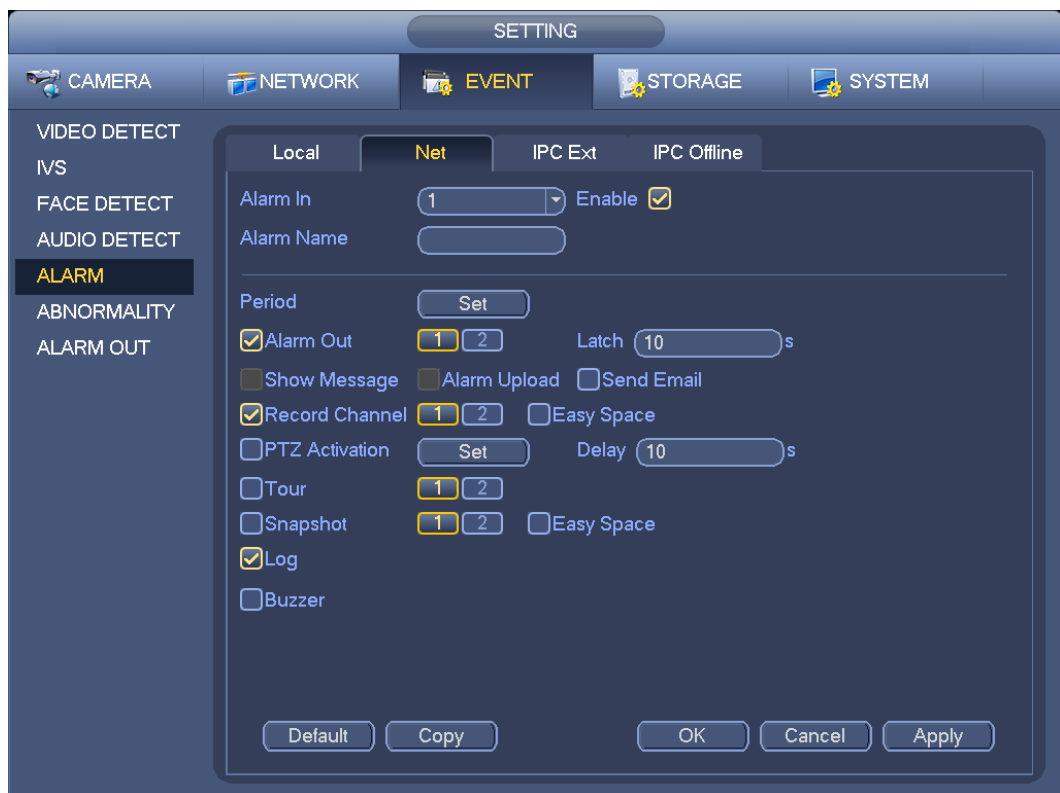 SETTING
CAMERA NETWORK EVENT STORAGE SYSTEM
VIDEO DETECT
IVS
FACE DETECT
AUDIO DETECT
ALARM
ABNORMALITY
ALARM OUT
Local Net IPC Ext IPC Offline
Alarm In 1 Enable
Alarm Name
Period Set
Alarm Out 1 2 Latch 10 s
Show Message Alarm Upload Send Email
Record Channel 1 2 Easy Space
PTZ Activation Set Delay 10 s
Tour 1 2
Snapshot 1 2 Easy Space
Log
Buzzer
Default Copy OK Cancel Apply